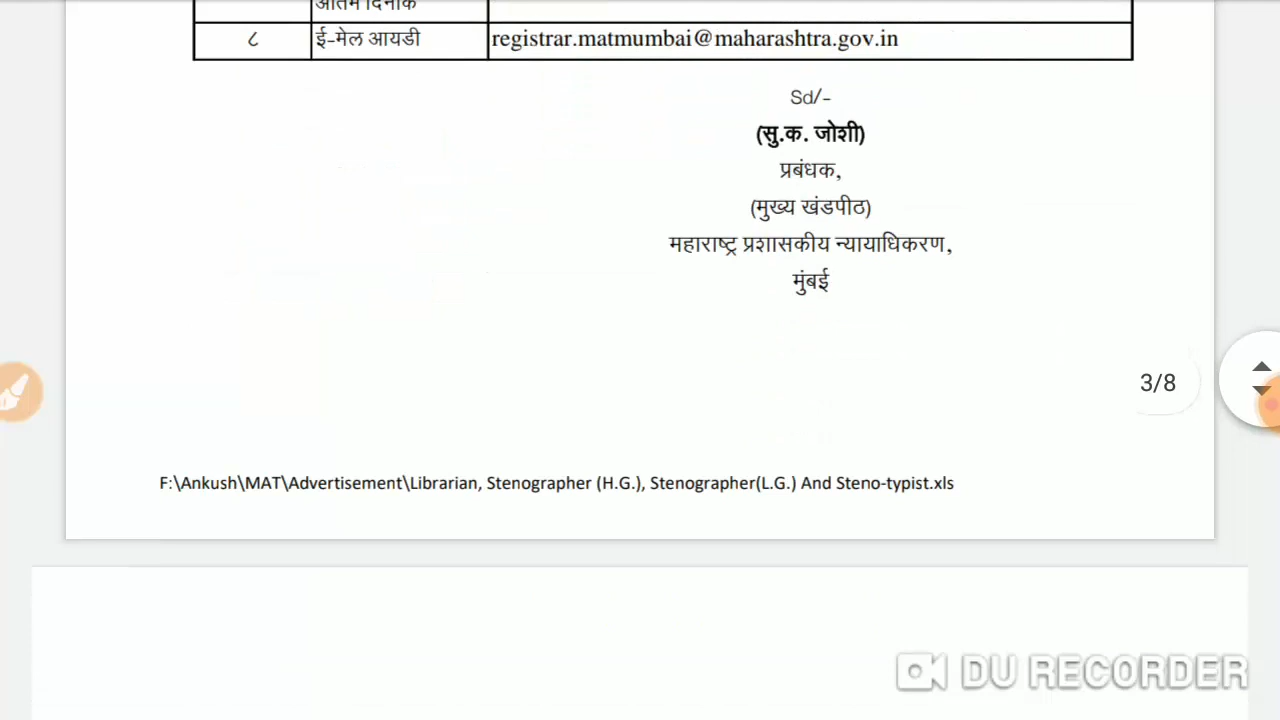 अंतिम दिनांक
८ ई-मेल आयडी registrar.matmumbai@maharashtra.gov.in
Sd/-
(सु.क. जोशी)
प्रबंधक,
(मुख्य खंडपीठ)
महाराष्ट्र प्रशासकीय न्यायाधिकरण,
मुंबई
3/8
F:\Ankush\MAT\Advertisement\Librarian, Stenographer (H.G.), Stenographer(L.G.) And Steno-typist.xls
DU RECORDER